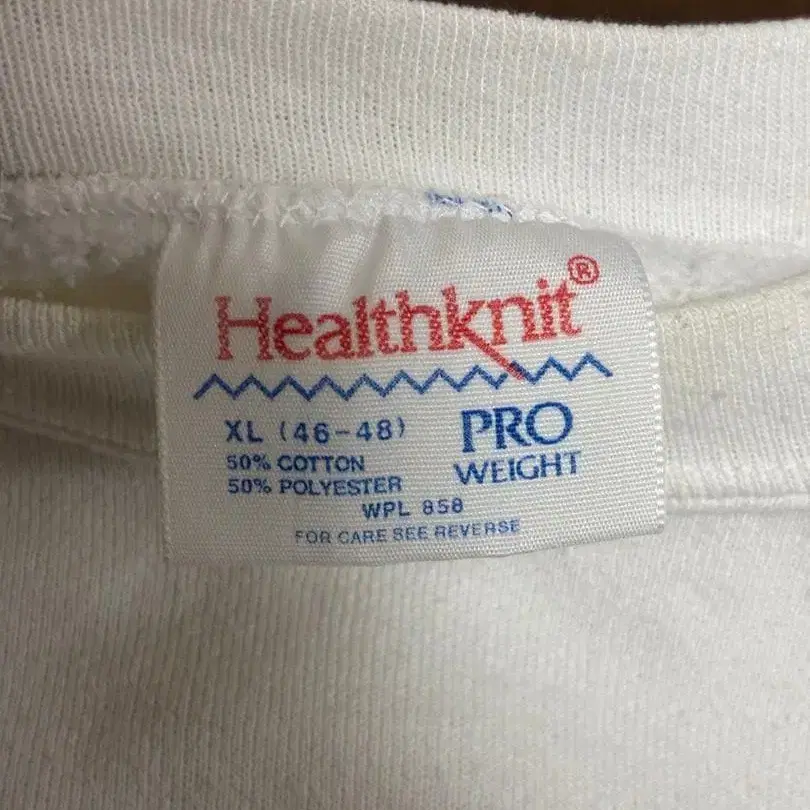 Healthknit®
XL (46-48)
PRO
WEIGHT
50% COTTON
50% POLYESTER
WPL 858
FOR CARE SEE REVERSE